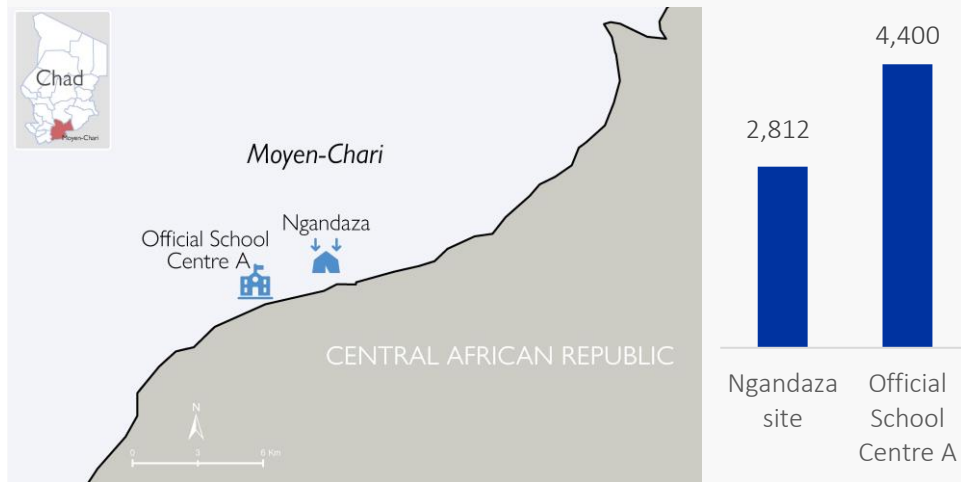 Chad
Moyen-Chari
Moyen-Chari
Ngandaza
Official School
Centre A
CENTRAL AFRICAN REPUBLIC
N
0 3 6 Km
4,400
2,812
Ngandaza
site
Official
School
Centre A